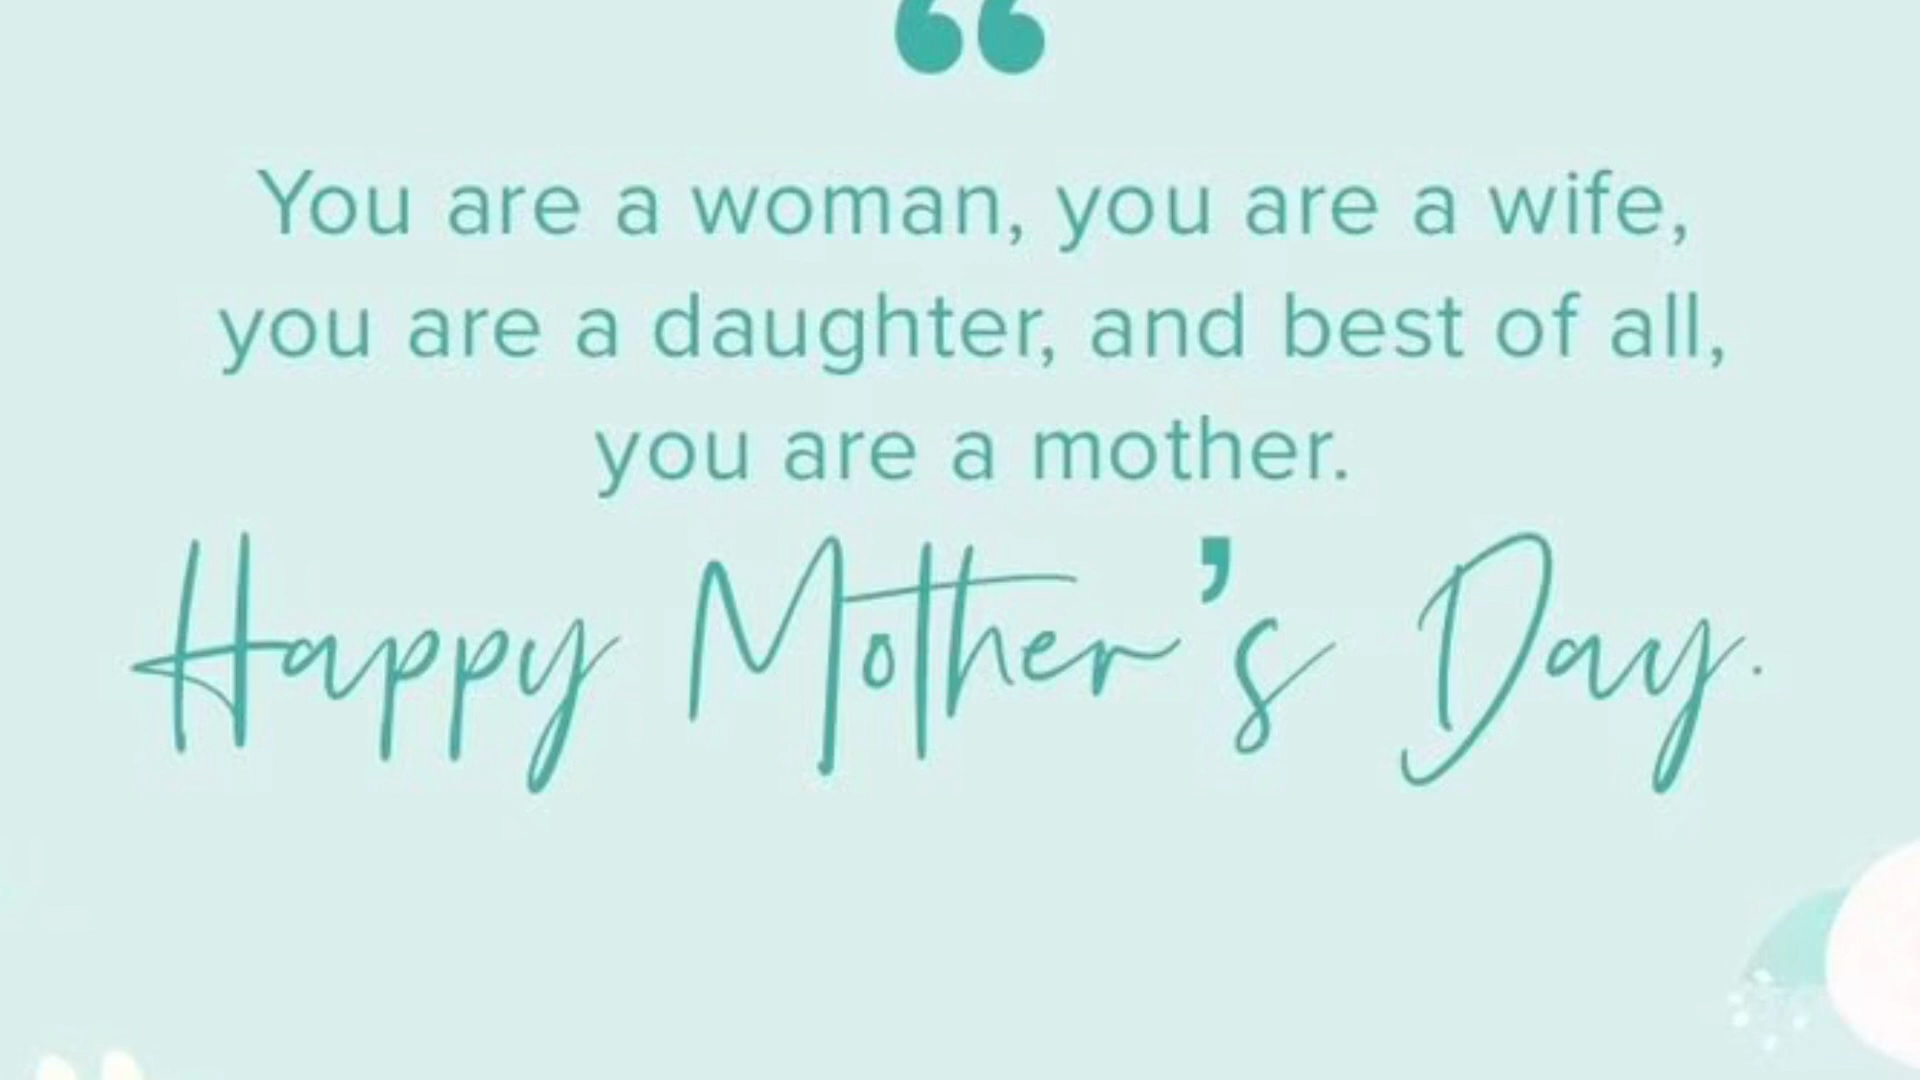 “
You are a woman, you are a wife,
you are a daughter, and best of all,
you are a mother.
Happy Mother’s Day.